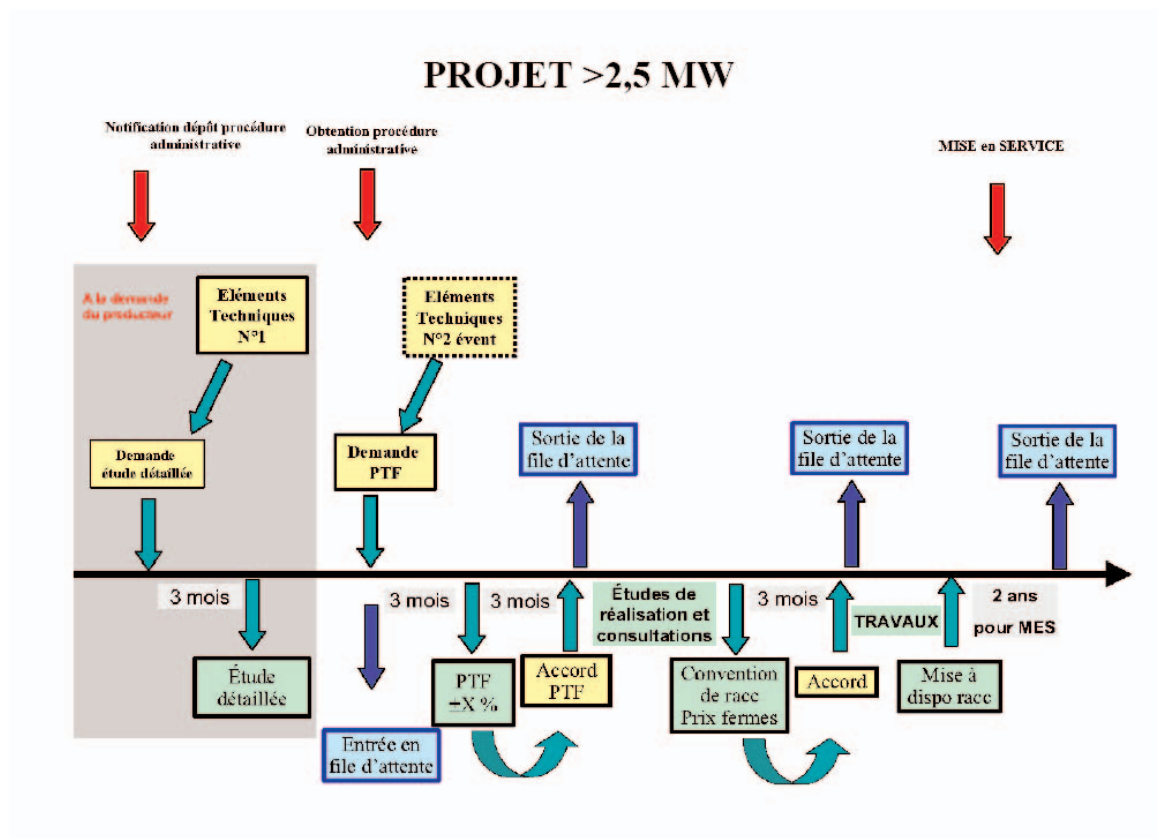 PROJET >2,5 MW
Notification dépôt procédure
administrative
Obtention procédure
administrative
MISE en SERVICE
A la demande
du producteur
Eléments
Techniques
N°1
Eléments
Techniques
N°2 évent
Demande
étude détaillée
Demande
PTF
Sortie de la
file d'attente
Sortie de la
file d'attente
Sortie de la
file d'attente
3 mois
3 mois
3 mois
Études de
réalisation et
consultations
3 mois
TRAVAUX
2 ans
pour MES
Étude
détaillée
Entrée en
file d'attente
PTF
±X %
Accord
PTF
Convention
de racc
Prix fermes
Accord
Mise à
dispo racc